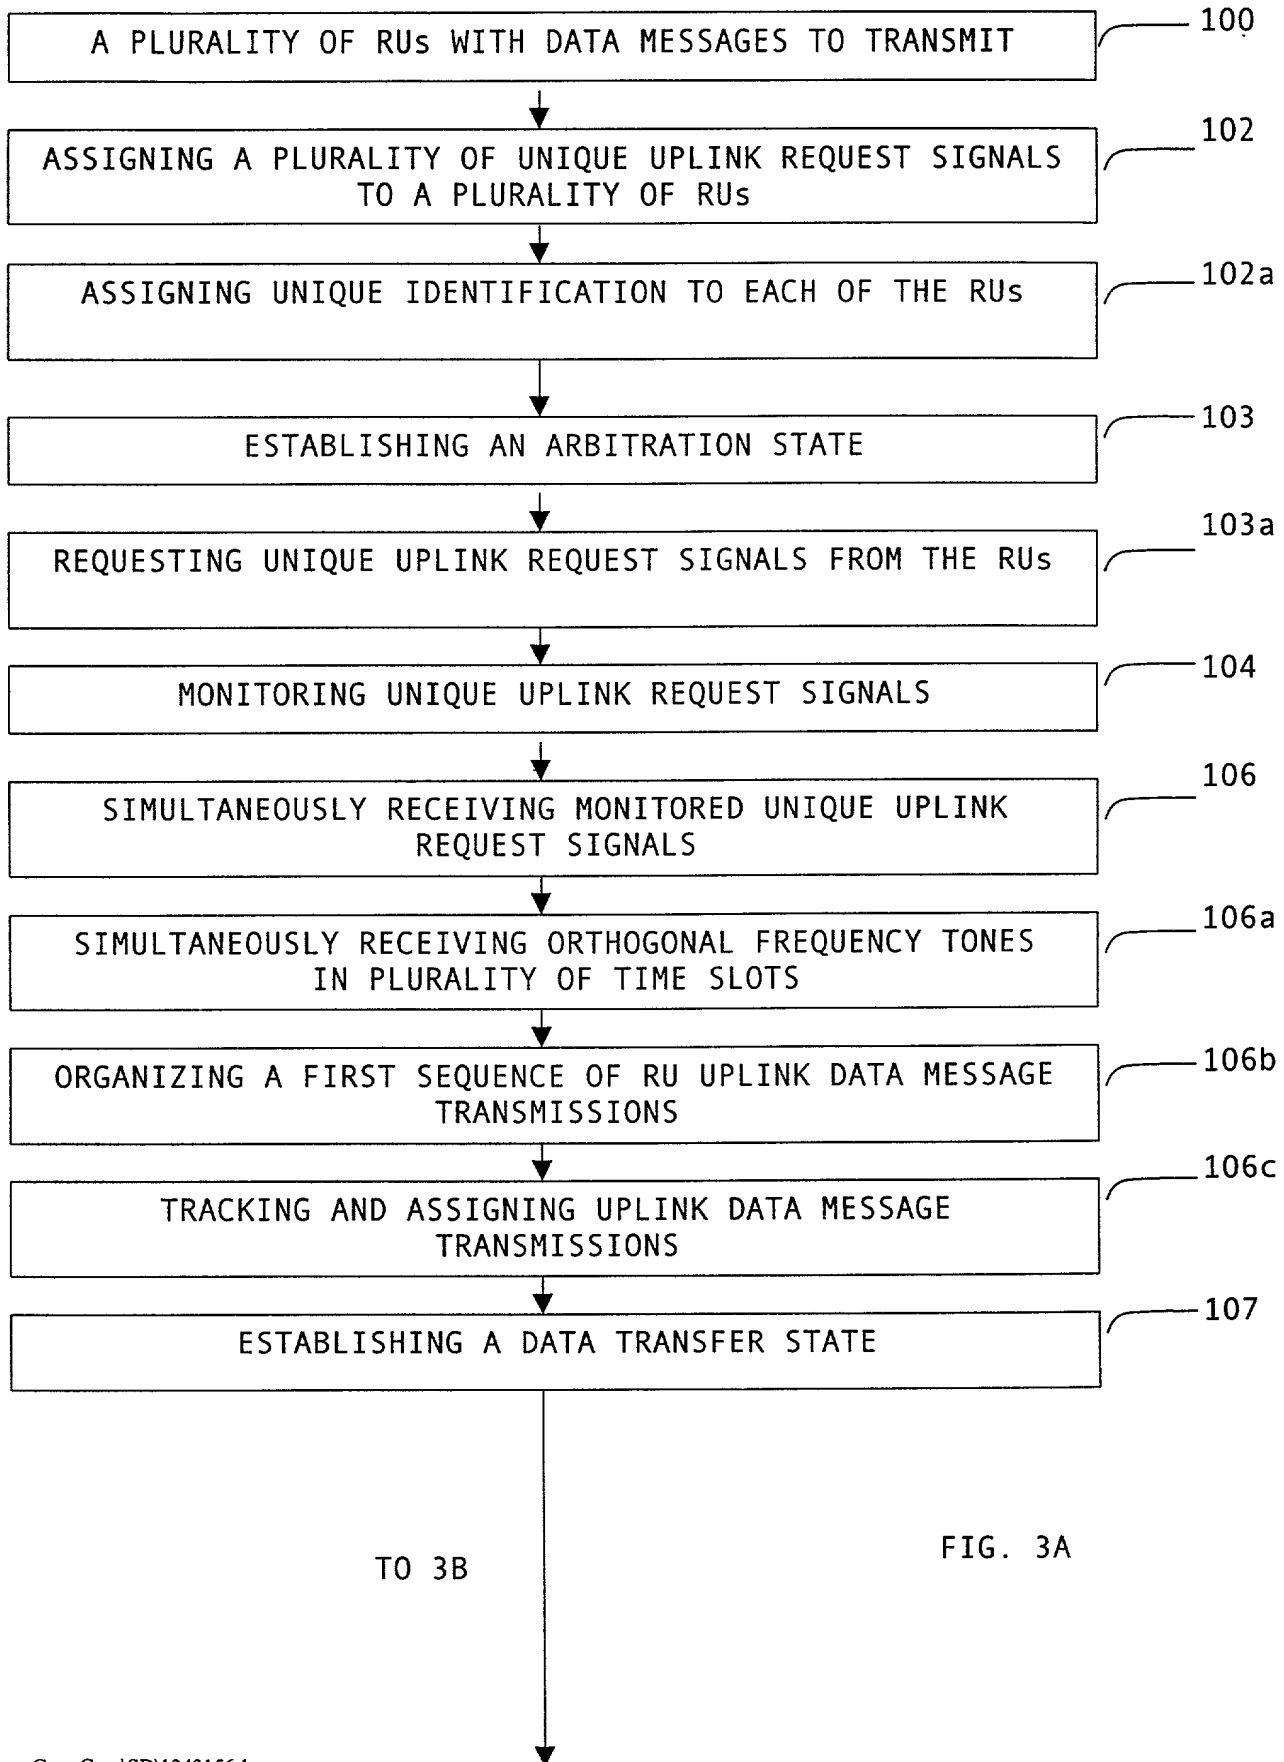 A PLURALITY OF RUs WITH DATA MESSAGES TO TRANSMIT
100
ASSIGNING A PLURALITY OF UNIQUE UPLINK REQUEST SIGNALS
TO A PLURALITY OF RUs
102
ASSIGNING UNIQUE IDENTIFICATION TO EACH OF THE RUs
102a
ESTABLISHING AN ARBITRATION STATE
103
REQUESTING UNIQUE UPLINK REQUEST SIGNALS FROM THE RUs
103a
MONITORING UNIQUE UPLINK REQUEST SIGNALS
104
SIMULTANEOUSLY RECEIVING MONITORED UNIQUE UPLINK
REQUEST SIGNALS
106
SIMULTANEOUSLY RECEIVING ORTHOGONAL FREQUENCY TONES
IN PLURALITY OF TIME SLOTS
106a
ORGANIZING A FIRST SEQUENCE OF RU UPLINK DATA MESSAGE
TRANSMISSIONS
106b
TRACKING AND ASSIGNING UPLINK DATA MESSAGE
TRANSMISSIONS
106c
ESTABLISHING A DATA TRANSFER STATE
107
TO 3B
FIG. 3A